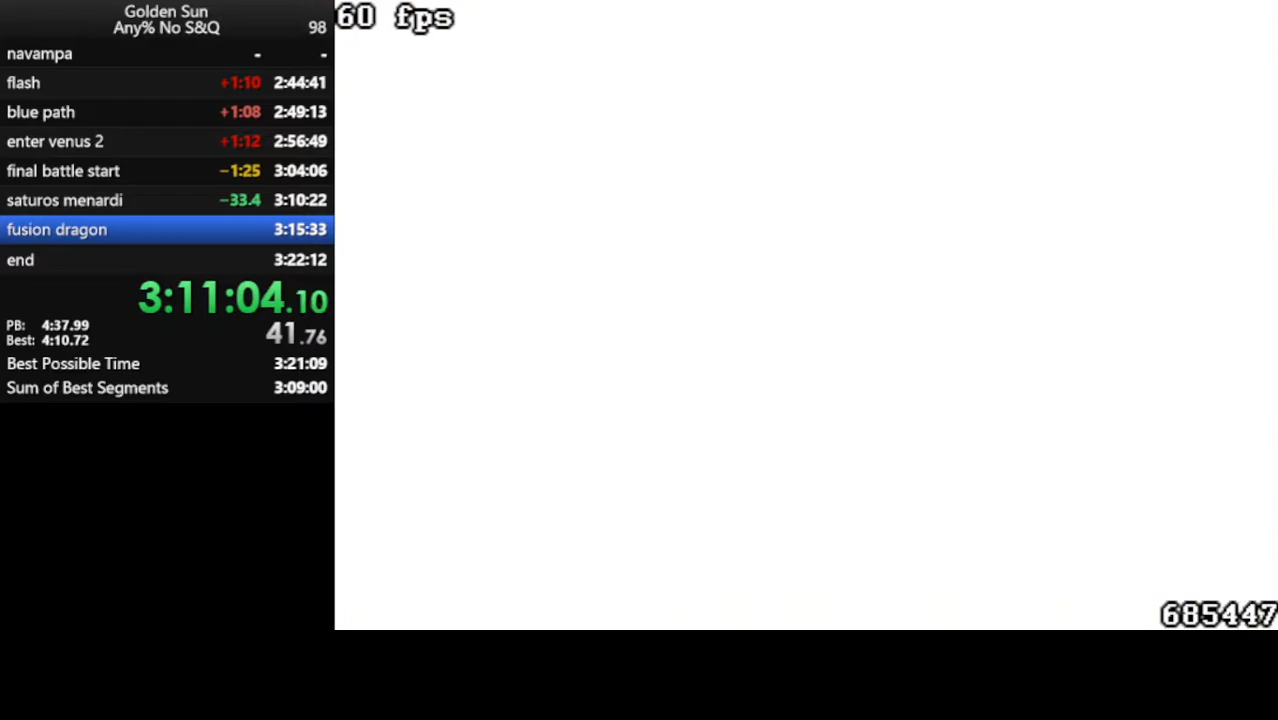 Golden Sun
Any% No S&Q 98
navampa - -
flash +1:10 2:44:41
blue path +1:08 2:49:13
enter venus 2 +1:12 2:56:49
final battle start −1:25 3:04:06
saturos menardi −33.4 3:10:22
fusion dragon 3:15:33
end 3:22:12
3:11:04.10
PB: 4:37.99
Best: 4:10.72
41.76
Best Possible Time 3:21:09
Sum of Best Segments 3:09:00
60 fps
685447